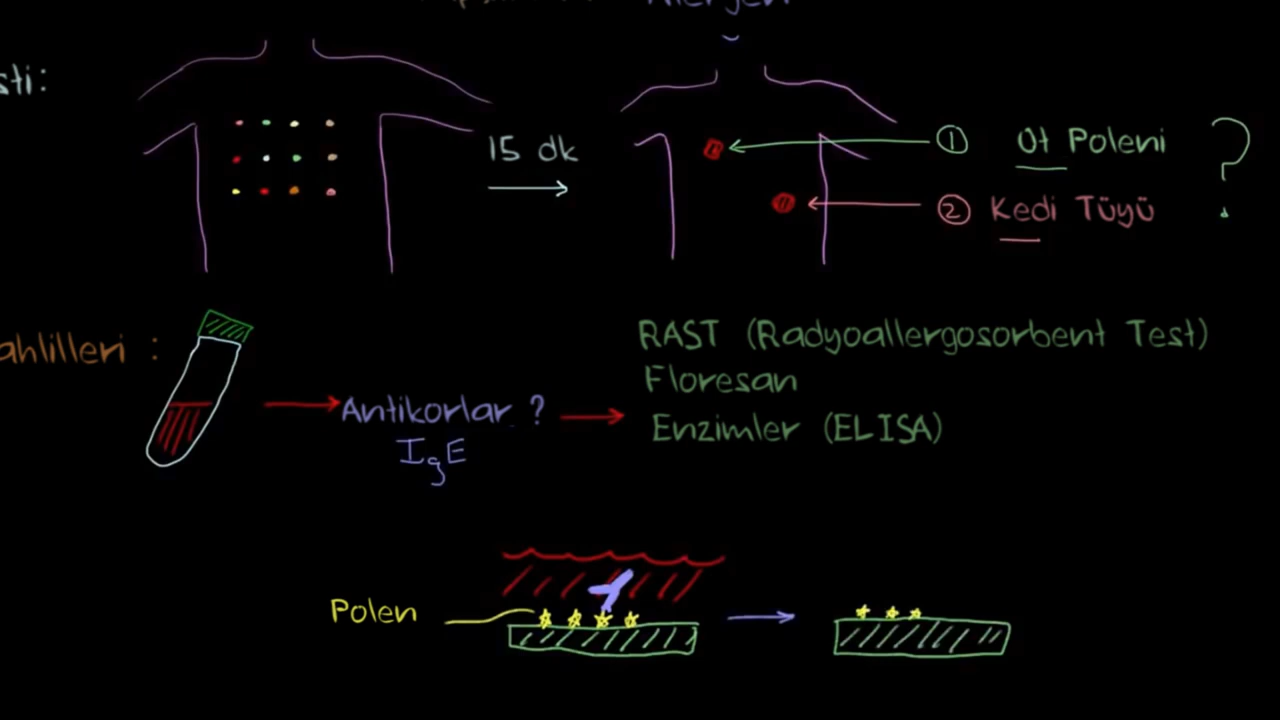 Alerjen
sti:
15 dk
① Ot Poleni ?
② Kedi Tüyü
ahlilleri :
Antikorlar ?
IgE
RAST (Radyoallergosorbent Test)
Floresan
Enzimler (ELISA)
Polen